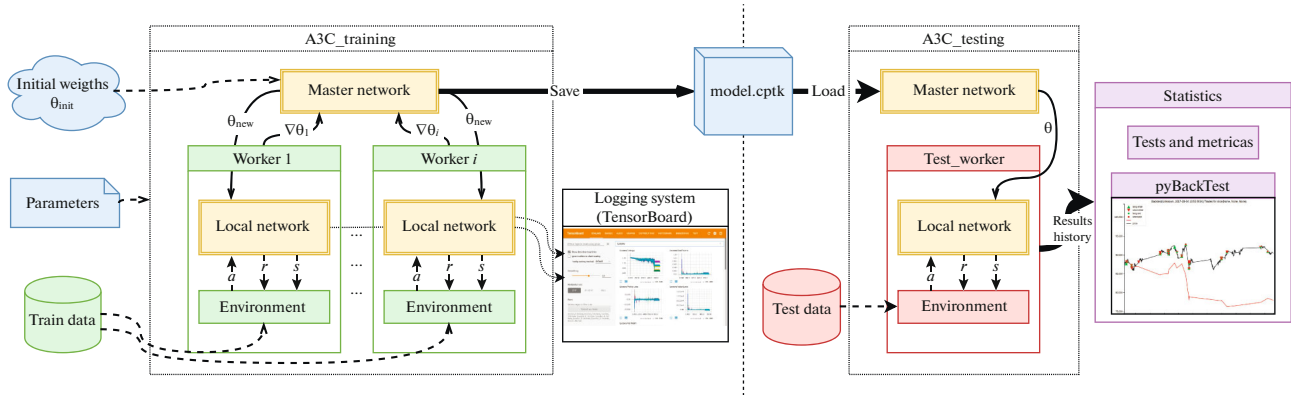 A3C_training
Initial weigths
θinit
Master network
Save
model.cptk
Load
θnew
∇θ1
∇θi
θnew
Worker 1
Worker i
Parameters
Local network
...
Local network
Logging system
(TensorBoard)
a
r
s
...
a
r
s
Environment
...
Environment
Train data
A3C_testing
Master network
θ
Test_worker
Local network
a
r
s
Environment
Test data
Results
history
Statistics
Tests and metricas
pyBackTest